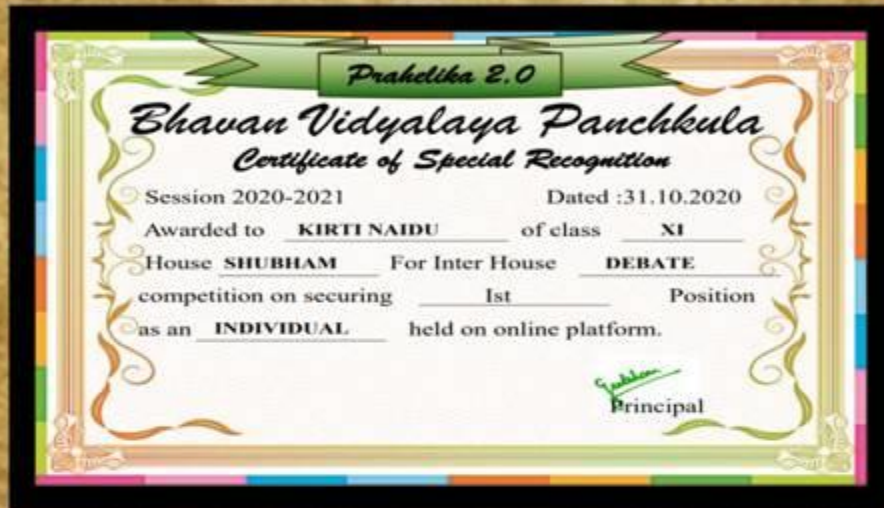 Prahelika 2.0
Bhavan Vidyalaya Panchkula
Certificate of Special Recognition
Session 2020-2021 Dated :31.10.2020
Awarded to KIRTI NAIDU of class XI
House SHUBHAM For Inter House DEBATE
competition on securing Ist Position
as an INDIVIDUAL held on online platform.
Principal